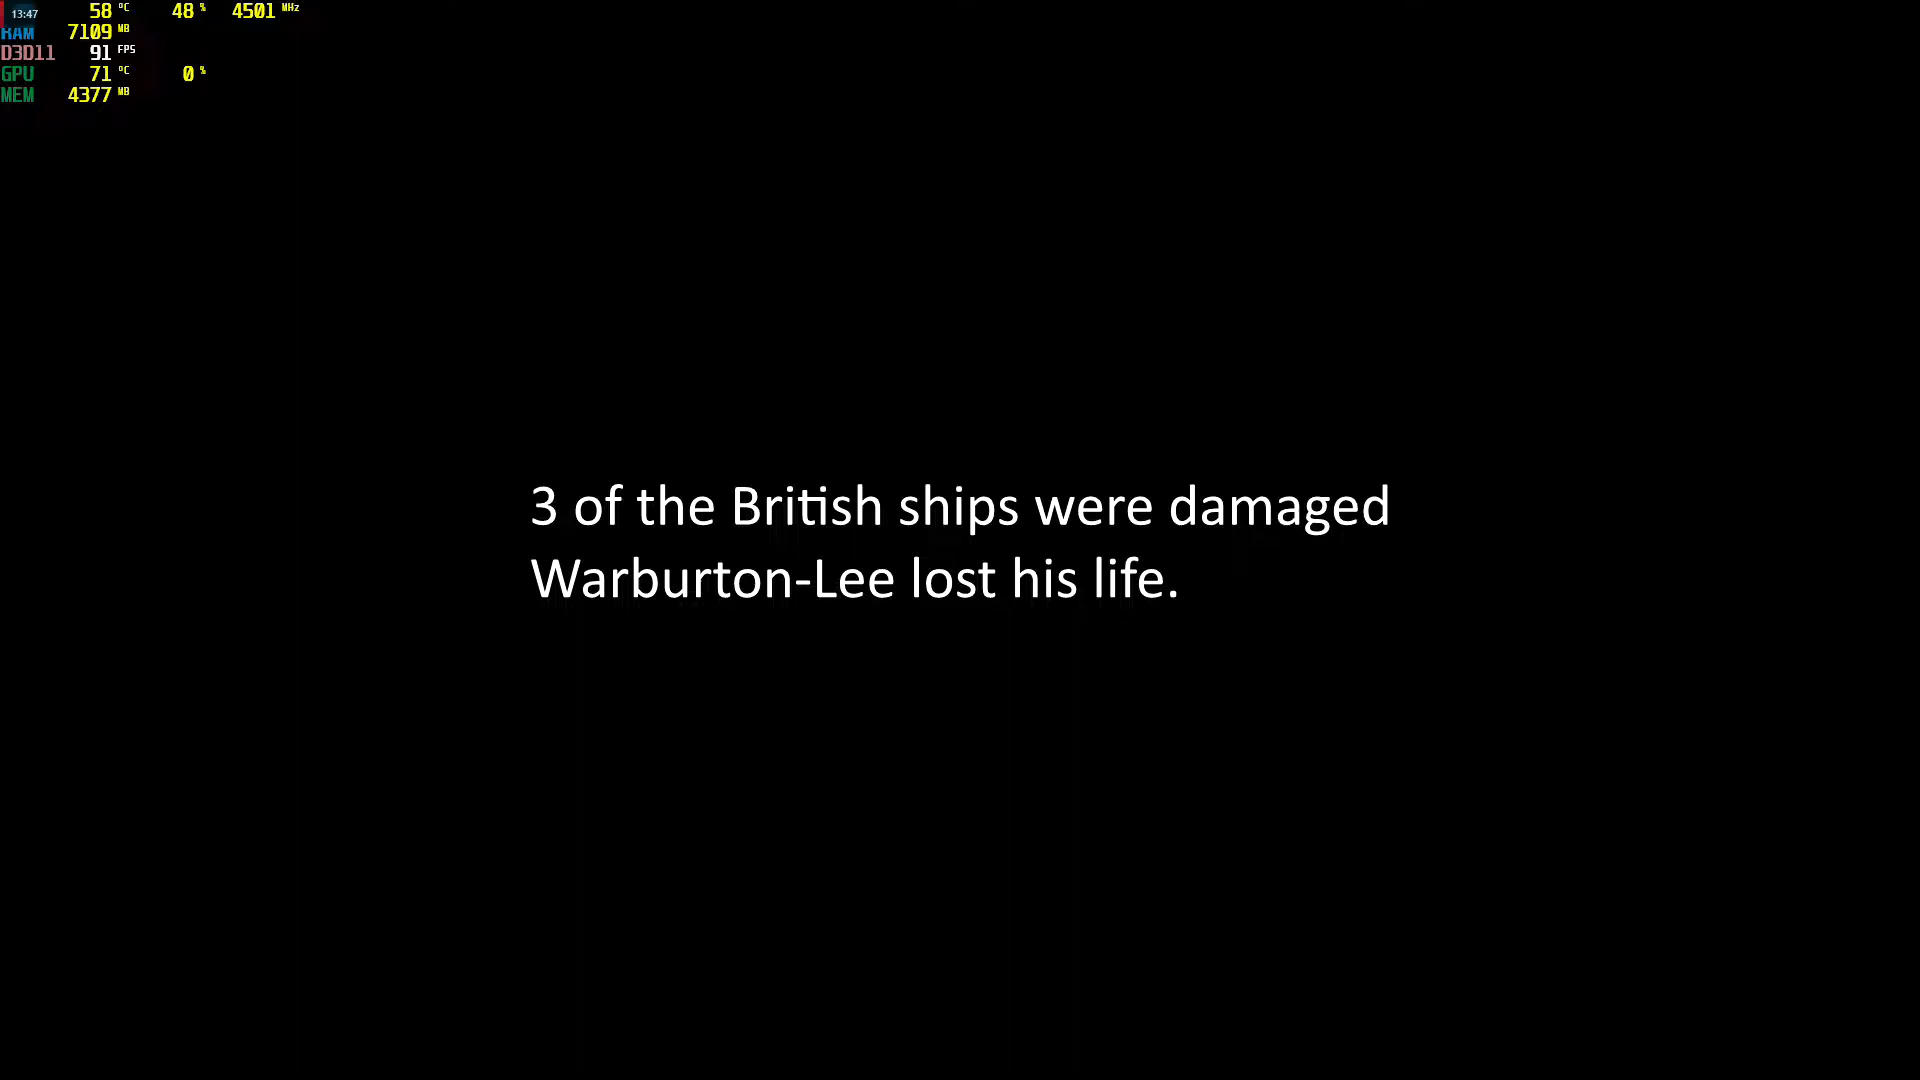 13:47 58 °C 48 % 4501 MHz
RAM 7109 MB
D3D11 91 FPS
GPU 71 °C 0 %
MEM 4377 MB
3 of the British ships were damaged
Warburton-Lee lost his life.